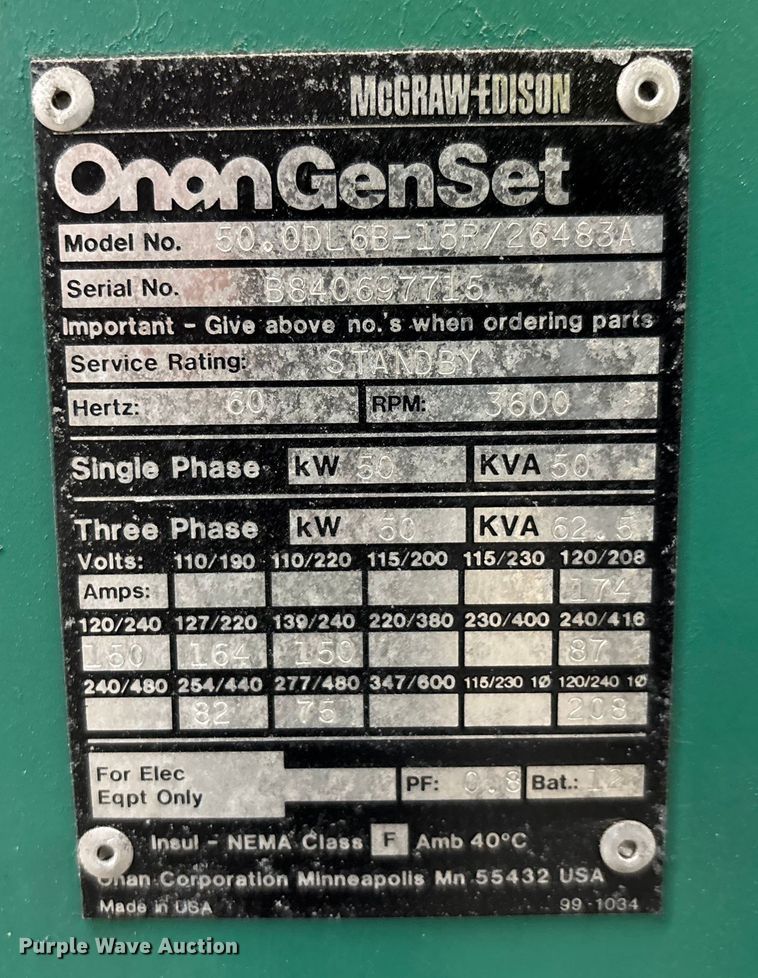 McGRAW-EDISON
Onan GenSet
Model No. 50.0DL6B-15R/26483A
Serial No. B840697715
Important - Give above no.'s when ordering parts
Service Rating: STANDBY
Hertz: 60 RPM: 3600
Single Phase kW 50 KVA 50
Three Phase kW 50 KVA 62.5
Volts: 110/190 110/220 115/200 115/230 120/208
Amps: 174
120/240 127/220 139/240 220/380 230/400 240/416
150 164 150 87
240/480 254/440 277/480 347/600 115/230 1Ø 120/240 1Ø
82 75 208
For Elec
Eqpt Only
PF: 0.8 Bat.: 12
Insul - NEMA Class F Amb 40°C
Onan Corporation Minneapolis Mn 55432 USA
Made in USA 99-1034
Purple Wave Auction